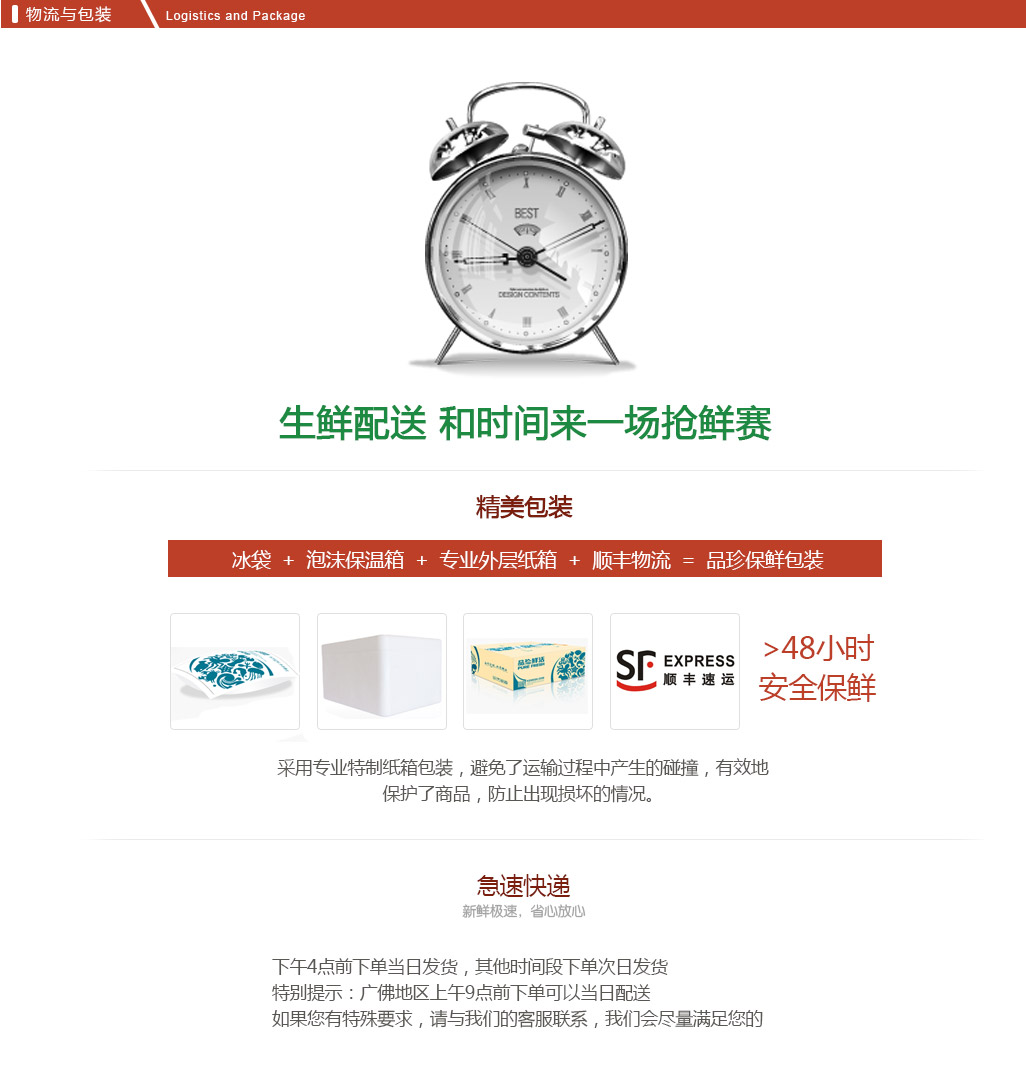 物流与包装
Logistics and Package
BEST
DESIGN CONTENTS
生鲜配送 和时间来一场抢鲜赛
精美包装
冰袋 + 泡沫保温箱 + 专业外层纸箱 + 顺丰物流 = 品珍保鲜包装
品珍鲜活
PURE FRESH
SF EXPRESS
顺丰速运
>48小时
安全保鲜
采用专业特制纸箱包装，避免了运输过程中产生的碰撞，有效地
保护了商品，防止出现损坏的情况。
急速快递
新鲜极速，省心放心
下午4点前下单当日发货，其他时间段下单次日发货
特别提示：广佛地区上午9点前下单可以当日配送
如果您有特殊要求，请与我们的客服联系，我们会尽量满足您的